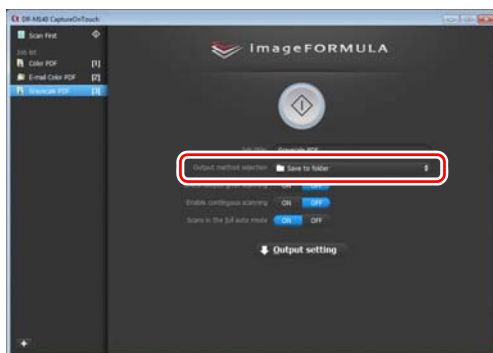 DR-M140 CaptureOnTouch
Scan First
Job list
Color PDF [1]
E-mail Color PDF [2]
Grayscale PDF [3]
imageFORMULA
Job title Grayscale PDF
Output method selection Save to folder
ON OFF
Enable contiguous scanning ON OFF
Scans in the full auto mode ON OFF
Output setting